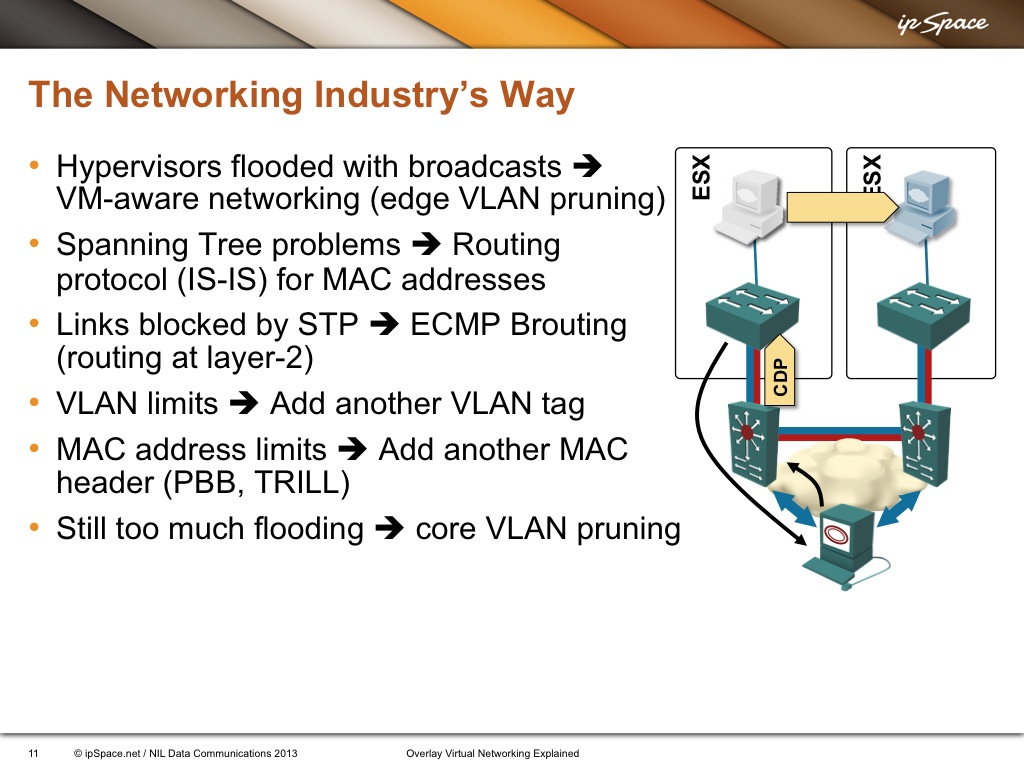 ipSpace
The Networking Industry’s Way
• Hypervisors flooded with broadcasts ➔
VM-aware networking (edge VLAN pruning)
• Spanning Tree problems ➔ Routing
protocol (IS-IS) for MAC addresses
• Links blocked by STP ➔ ECMP Brouting
(routing at layer-2)
• VLAN limits ➔ Add another VLAN tag
• MAC address limits ➔ Add another MAC
header (PBB, TRILL)
• Still too much flooding ➔ core VLAN pruning
ESX
ESX
CDP
11
© ipSpace.net / NIL Data Communications 2013
Overlay Virtual Networking Explained